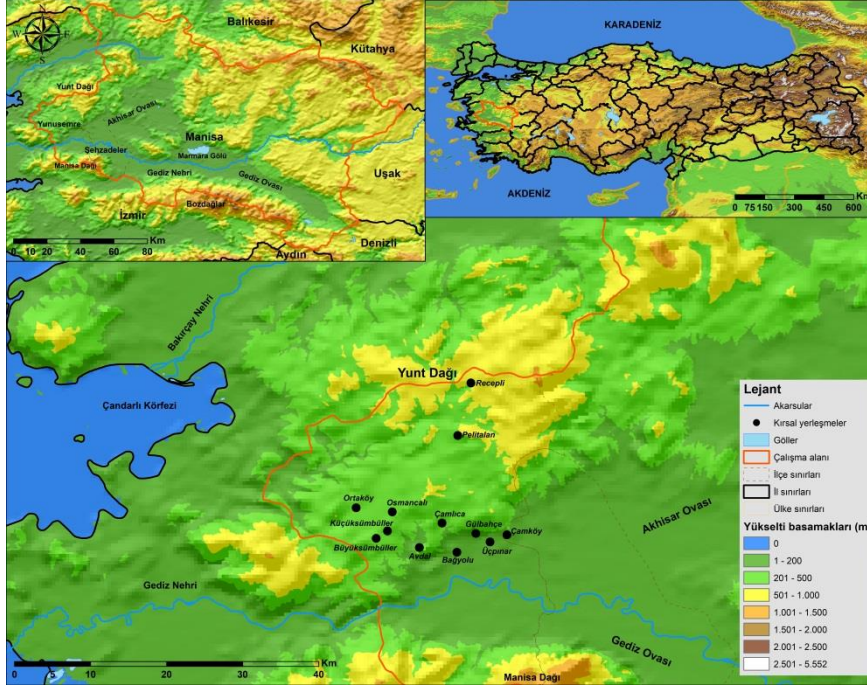 Balıkesir
Kütahya
W E
S
Yunt Dağı
Akhisar Ovası
Yunusemre
Manisa
Şehzadeler
Marmara Gölü
Manisa Dağı
Gediz Nehri
Gediz Ovası
Uşak
Bozdağlar
İzmir
Denizli
Aydın
Km
0 10 20 40 60 80
KARADENİZ
AKDENİZ
Km
0 75 150 300 450 600
Bakırçay Nehri
Yunt Dağı
Recepli
Çandarlı Körfezi
Pelitalan
Ortaköy
Osmancalı
Çamlıca
Küçüksümbüller
Gülbahçe
Çamköy
Büyüksümbüller
Üçpınar
Avdal
Bağyolu
Akhisar Ovası
Gediz Nehri
Gediz Ovası
Manisa Dağı
Km
0 10 20 40
Lejant
Akarsular
Kırsal yerleşmeler
Göller
Çalışma alanı
İlçe sınırları
İl sınırları
Ülke sınırları
Yükselti basamakları (m
0
1 - 200
201 - 500
501 - 1.000
1.001 - 1.500
1.501 - 2.000
2.001 - 2.500
2.501 - 5.552